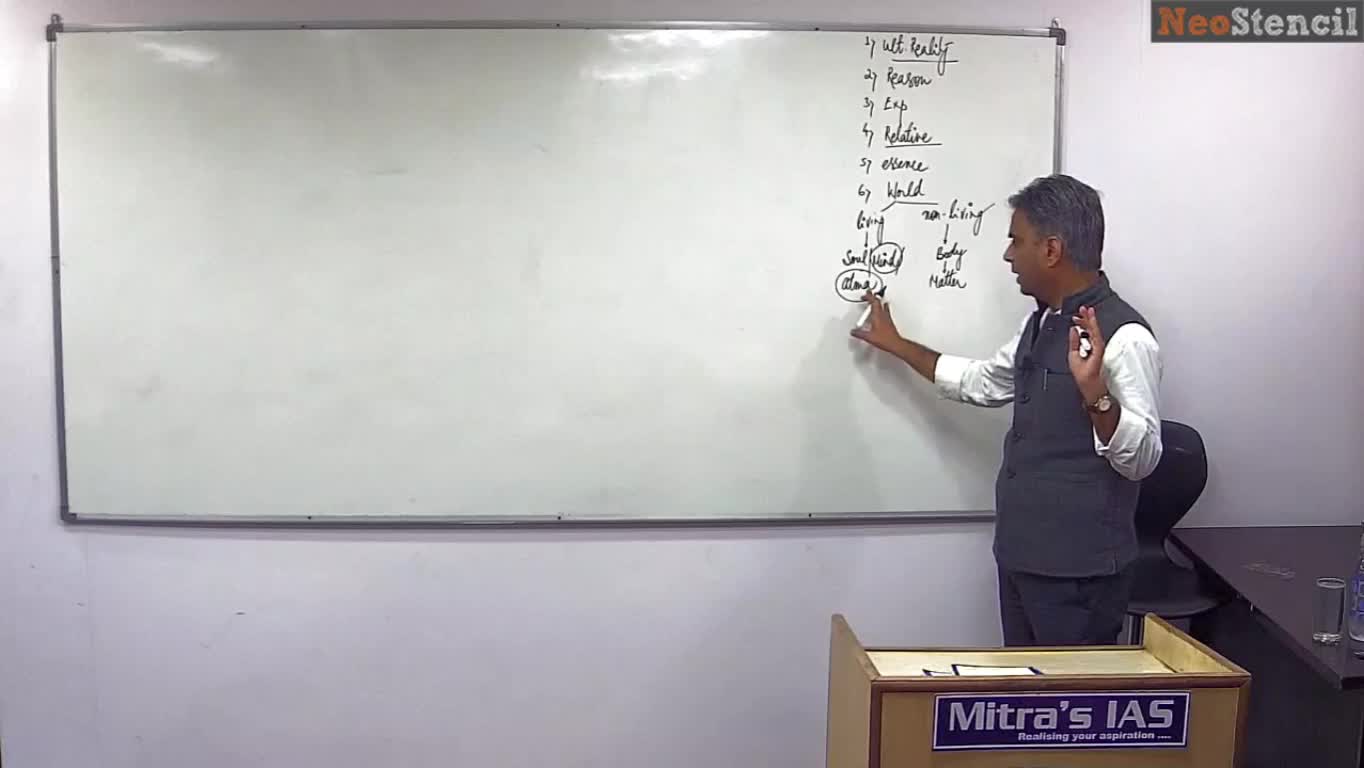 NeoStencil
1) Ult. Reality
2) Reason
3) Exp
4) Relative
5) essence
6) World
living non-living
Soul/Mind/ Body
atma Matter
Mitra's IAS
Realising your aspiration ....